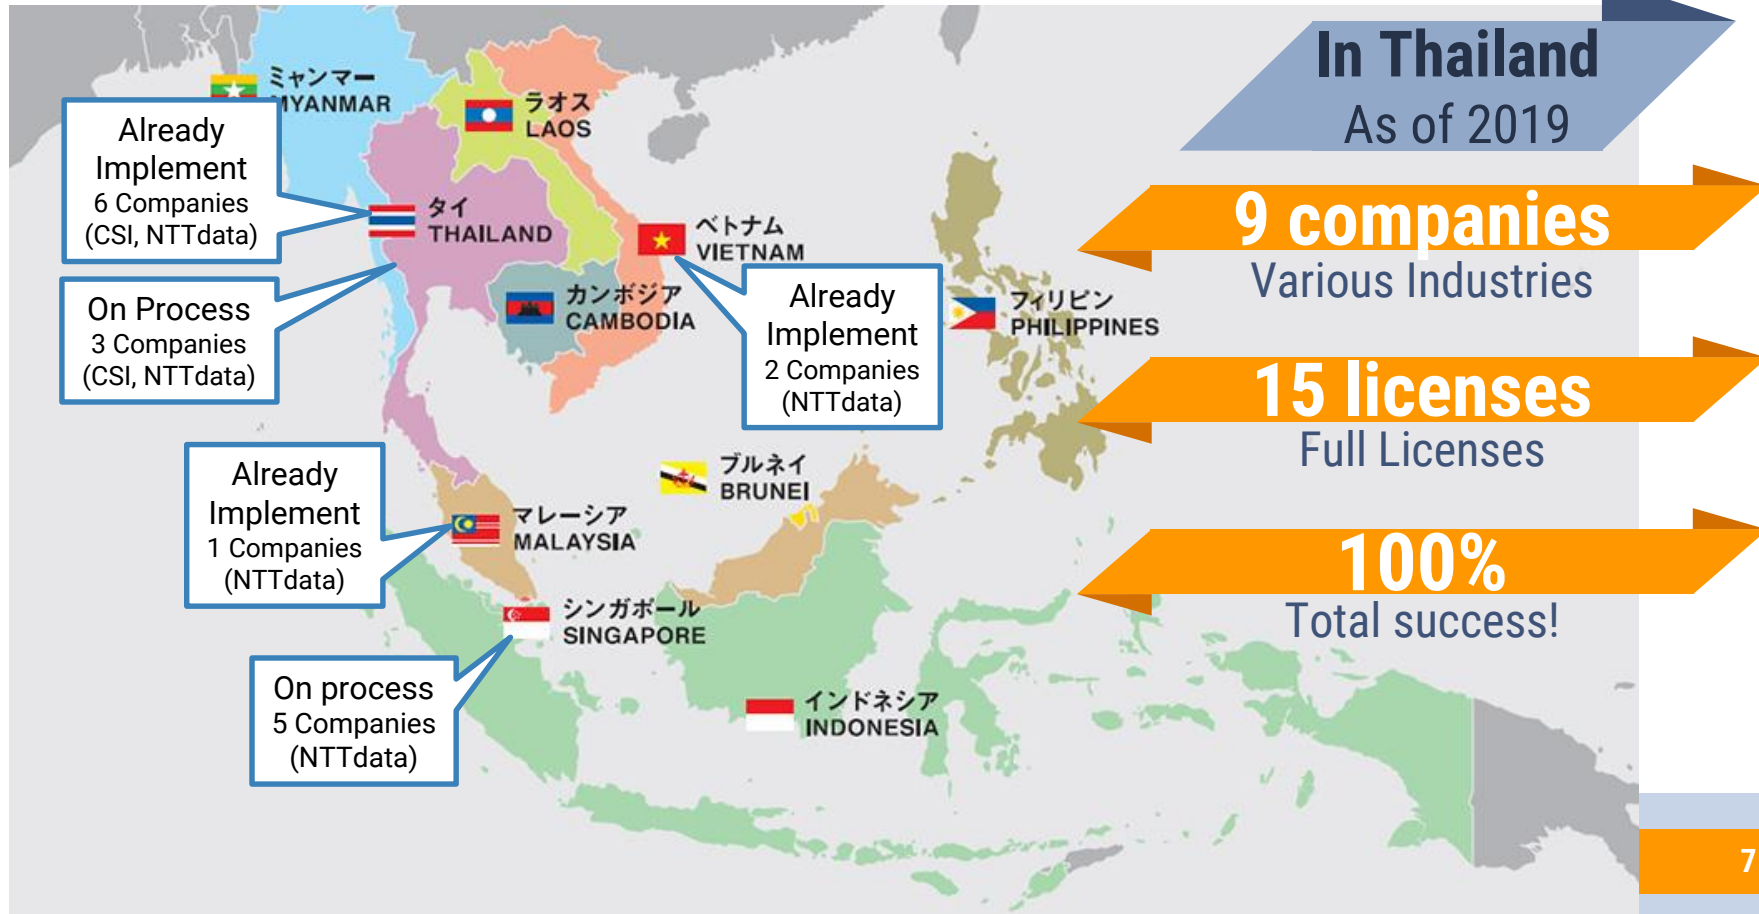 In Thailand
As of 2019
9 companies
Various Industries
15 licenses
Full Licenses
100%
Total success!
ミャンマー
MYANMAR
ラオス
LAOS
タイ
THAILAND
ベトナム
VIETNAM
カンボジア
CAMBODIA
フィリピン
PHILIPPINES
ブルネイ
BRUNEI
マレーシア
MALAYSIA
シンガポール
SINGAPORE
インドネシア
INDONESIA
Already
Implement
6 Companies
(CSI, NTTdata)
On Process
3 Companies
(CSI, NTTdata)
Already
Implement
2 Companies
(NTTdata)
Already
Implement
1 Companies
(NTTdata)
On process
5 Companies
(NTTdata)
7